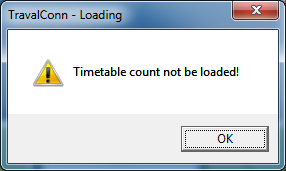 TravalConn - Loading
Timetable count not be loaded!
OK